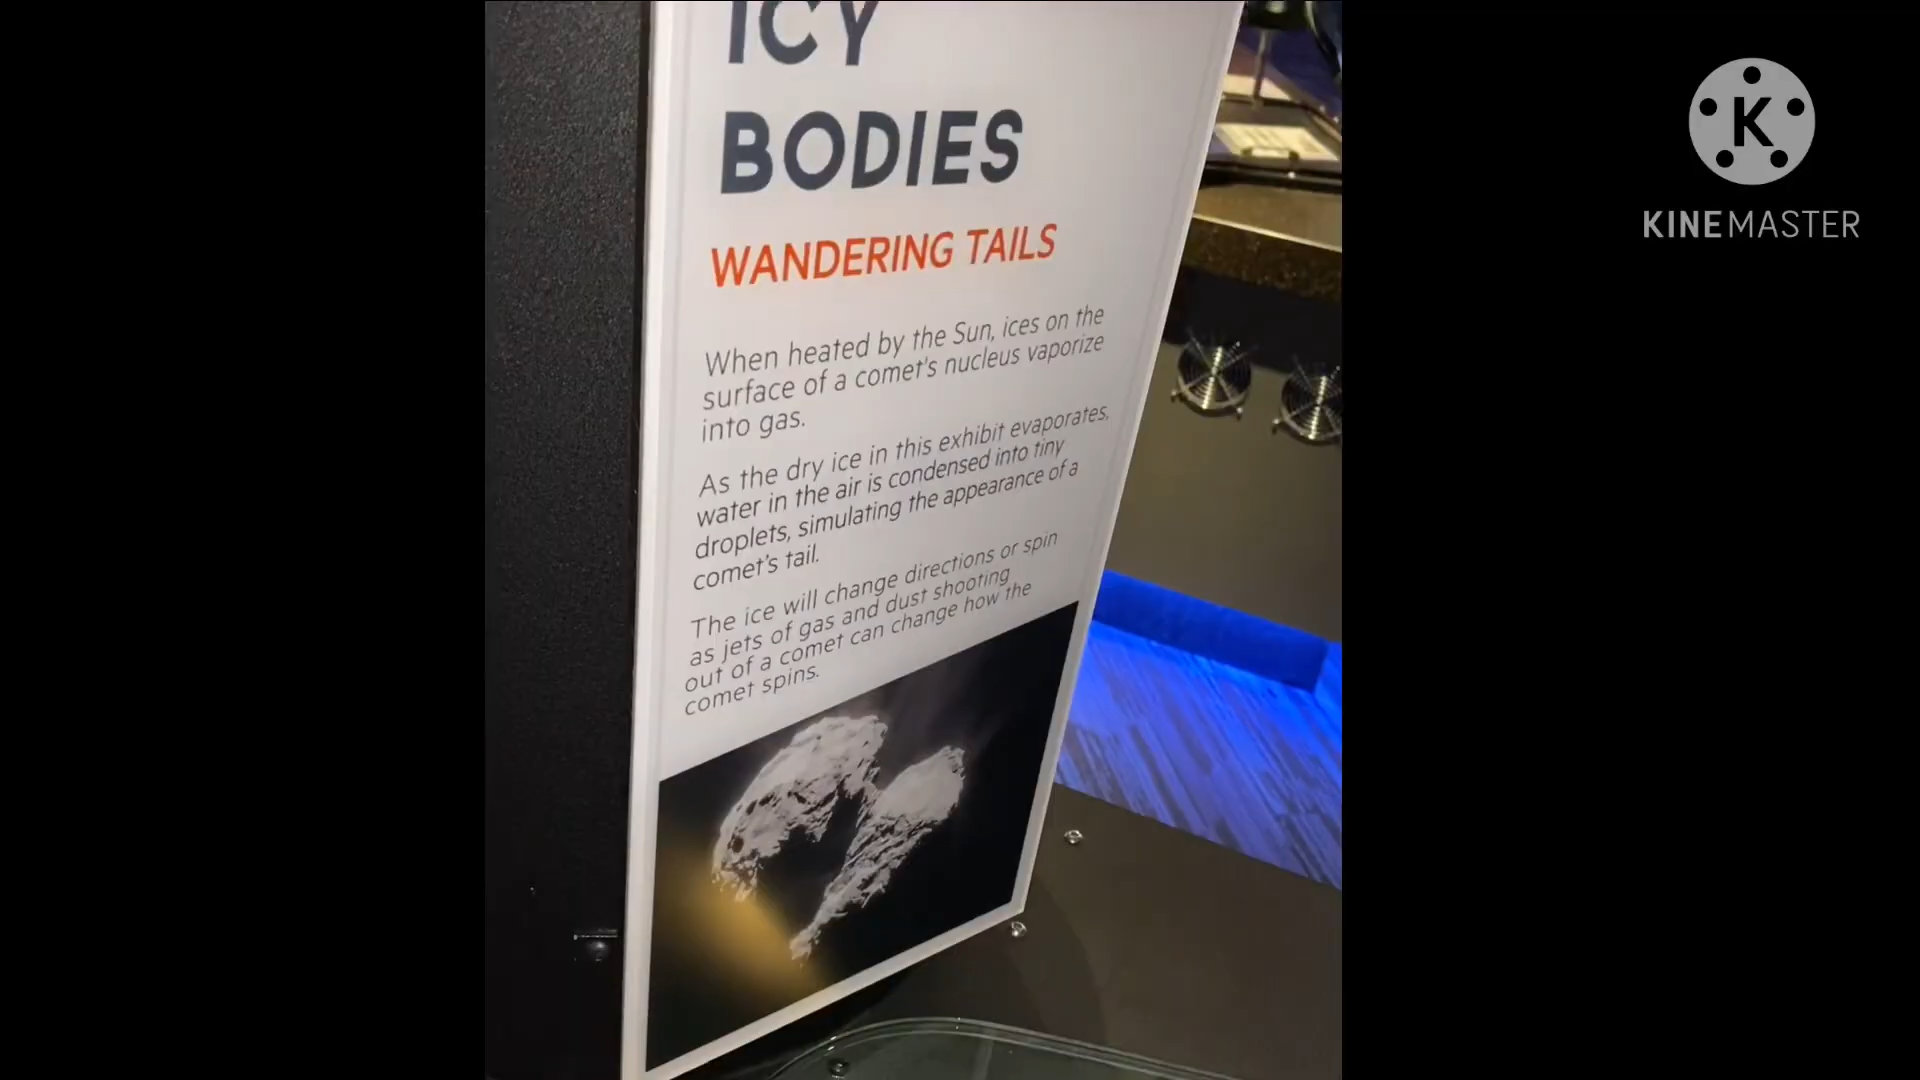 ICY
BODIES
WANDERING TAILS
When heated by the Sun, ices on the
surface of a comet's nucleus vaporize
into gas.
As the dry ice in this exhibit evaporates,
water in the air is condensed into tiny
droplets, simulating the appearance of a
comet's tail.
The ice will change directions or spin
as jets of gas and dust shooting
out of a comet can change how the
comet spins.
K
KINEMASTER